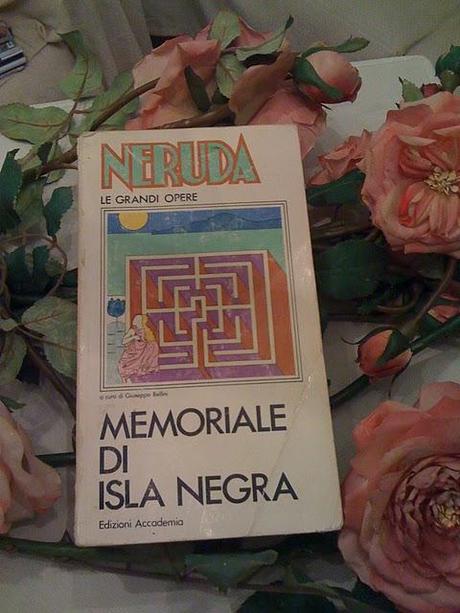 NERUDA
LE GRANDI OPERE
a cura di Giuseppe Bellini
MEMORIALE
DI
ISLA NEGRA
Edizioni Accademia